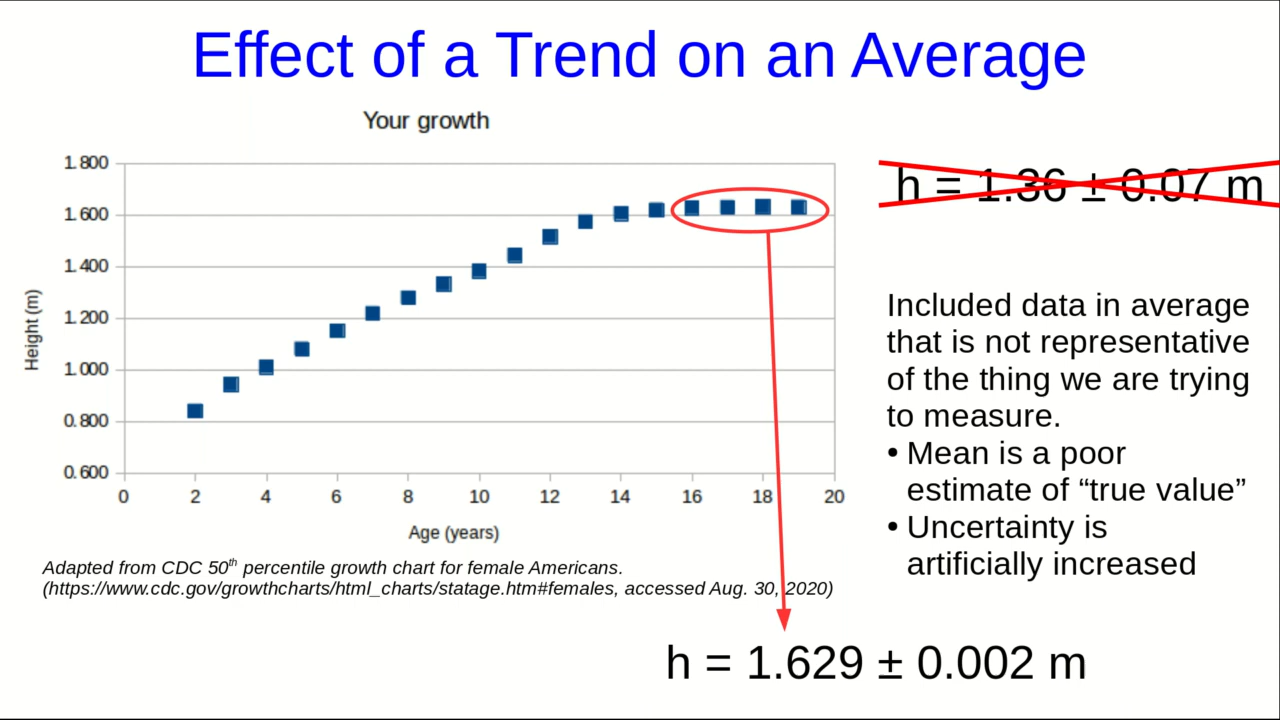 Effect of a Trend on an Average
Your growth
1.800
1.600
1.400
1.200
1.000
0.800
0.600
0 2 4 6 8 10 12 14 16 18 20
Height (m)
Age (years)
Adapted from CDC 50th percentile growth chart for female Americans.
(https://www.cdc.gov/growthcharts/html_charts/statage.htm#females, accessed Aug. 30, 2020)
h = 1.36 ± 0.07 m
Included data in average
that is not representative
of the thing we are trying
to measure.
• Mean is a poor
estimate of “true value”
• Uncertainty is
artificially increased
h = 1.629 ± 0.002 m